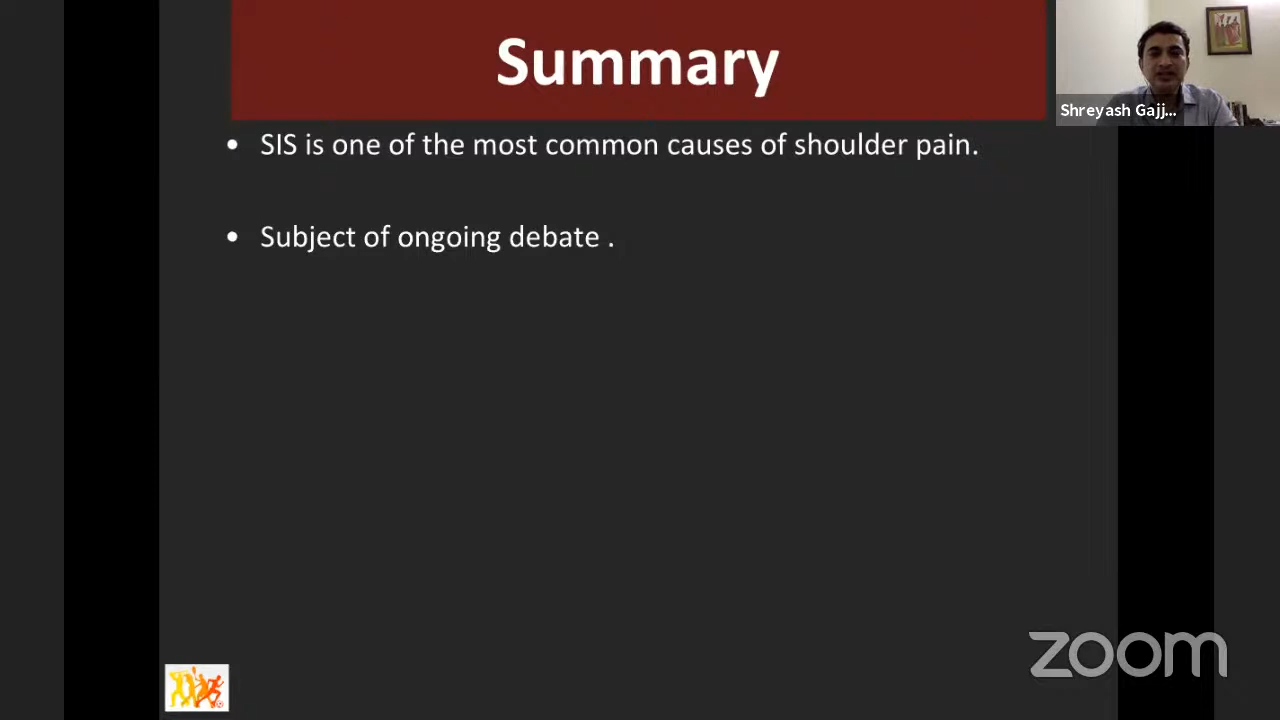 Summary
Shreyash Gajj...
• SIS is one of the most common causes of shoulder pain.
• Subject of ongoing debate .
zoom